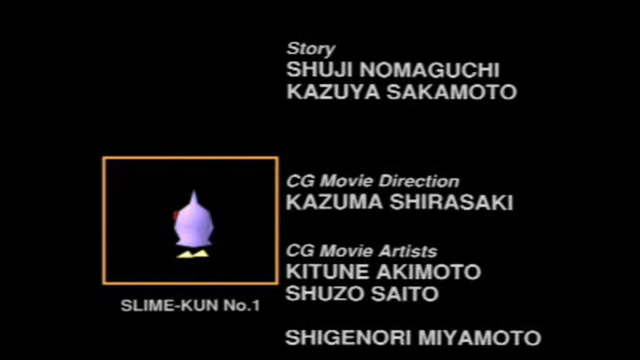 Story
SHUJI NOMAGUCHI
KAZUYA SAKAMOTO
CG Movie Direction
KAZUMA SHIRASAKI
CG Movie Artists
KITUNE AKIMOTO
SHUZO SAITO
SLIME-KUN No.1
SHIGENORI MIYAMOTO